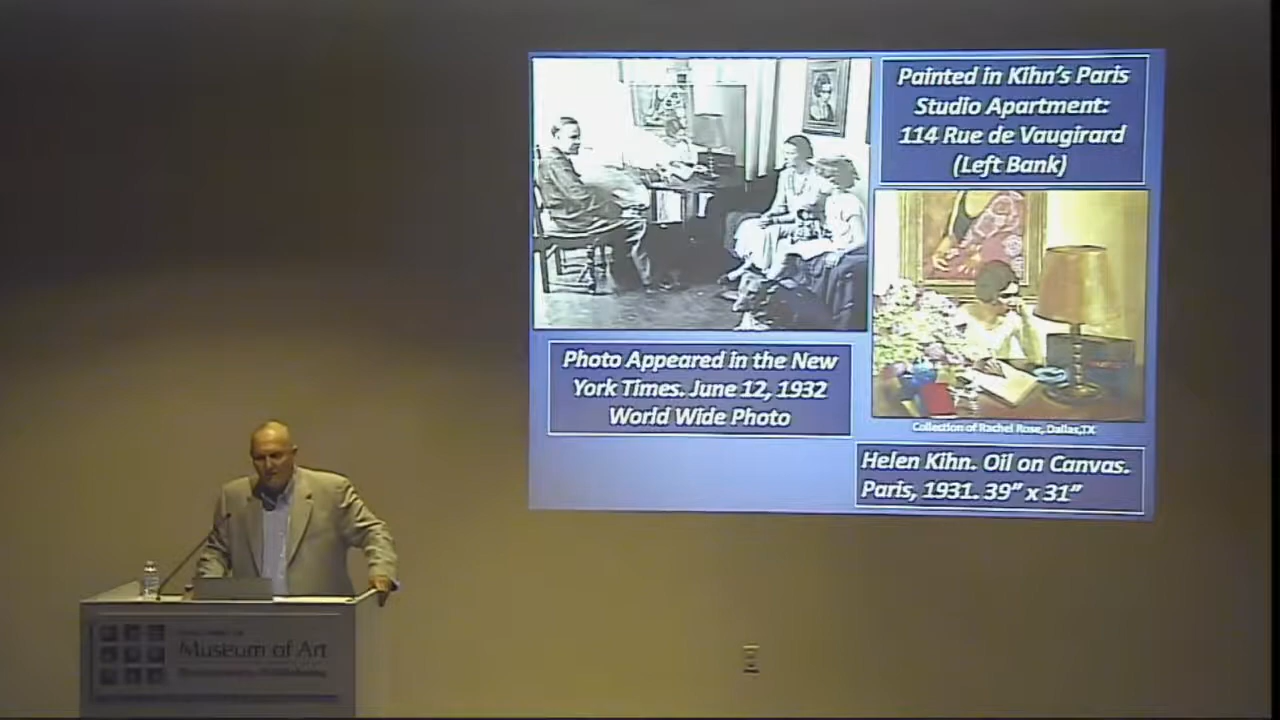 Painted in Kihn's Paris
Studio Apartment:
114 Rue de Vaugirard
(Left Bank)
Photo Appeared in the New
York Times. June 12, 1932
World Wide Photo
Collection of Rachel Rose, Dallas,TX
Helen Kihn. Oil on Canvas.
Paris, 1931. 39” x 31”
Museum of Art